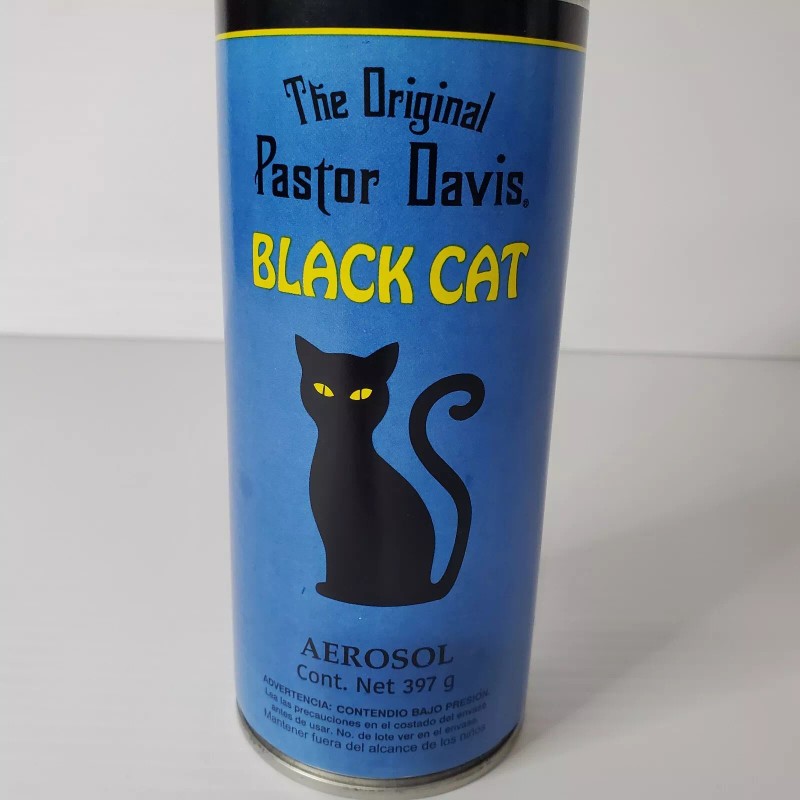 The Original
Pastor Davis®
BLACK CAT
AEROSOL
Cont. Net 397 g
ADVERTENCIA: CONTENDIO BAJO PRESIÓN.
Lea las precauciones en el costado del envase
antes de usar. No. de lote ver en el envase
Mantener fuera del alcance de los niños